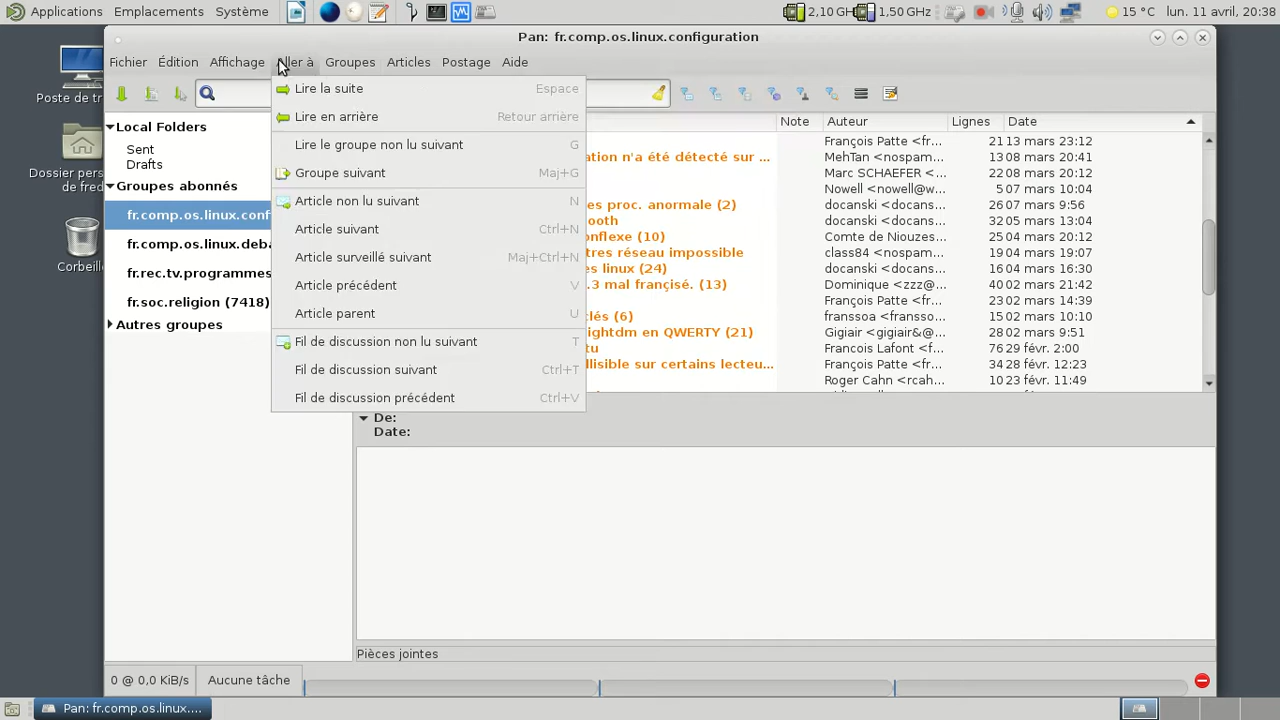 Applications Emplacements Système 2,10 GH 1,50 GHz 15 °C lun. 11 avril, 20:38
Pan: fr.comp.os.linux.configuration
Fichier Édition Affichage Aller à Groupes Articles Postage Aide
Poste de
Dossier
de fred
Corbeille
Local Folders
Sent
Drafts
Groupes abonnés
fr.comp.os.linux.conf
fr.comp.os.linux.deba
fr.rec.tv.programmes
fr.soc.religion (7418)
Autres groupes
Lire la suite Espace
Lire en arrière Retour arrière
Lire le groupe non lu suivant G
Groupe suivant Maj+G
Article non lu suivant N
Article suivant Ctrl+N
Article surveillé suivant Maj+Ctrl+N
Article précédent V
Article parent U
Fil de discussion non lu suivant T
Fil de discussion suivant Ctrl+T
Fil de discussion précédent Ctrl+V
Note Auteur Lignes Date
François Patte <fr... 21 13 mars 23:12
ation n'a été détecté sur ... MehTan <nospam... 13 08 mars 20:41
Marc SCHAEFER <... 22 08 mars 9:28
Nowell <nowell@w... 5 07 mars 10:04
es proc. anormale (2) docanski <docans... 26 07 mars 9:56
ooth docanski <docans... 32 05 mars 13:04
nflexe (10) Comte de Niouzes... 25 04 mars 20:12
utres réseau impossible class84 <nospam... 19 04 mars 19:07
es linux (24) docanski <docans... 16 04 mars 16:30
.3 mal françisé. (13) Dominique <zzz@... 21 02 mars 21:42
François Patte <fr... 23 02 mars 14:39
clés (6) franssoa <franssoa... 17 02 mars 10:10
ightdm en QWERTY (21) Gigiair <gigiair&@... 20 02 mars 9:51
tu Francois Lafont <f... 76 29 févr. 2:00
llisible sur certains lecteu... François Patte <fr... 28 28 févr. 12:23
Roger Cahn <rcah... 10 23 févr. 11:49
De:
Date:
Pièces jointes
0 @ 0,0 KiB/s Aucune tâche
Pan: fr.comp.os.linux....